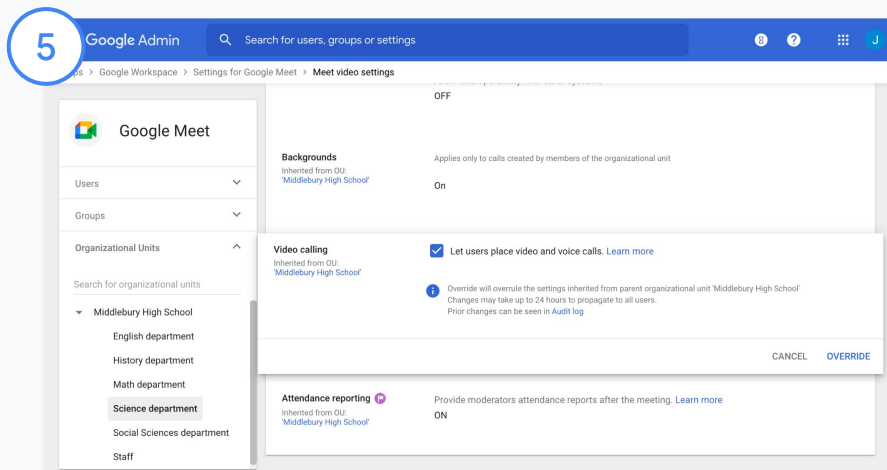 5
Google Admin
Search for users, groups or settings
8
?
J
> Google Workspace > Settings for Google Meet > Meet video settings
OFF
Google Meet
Users
Groups
Organizational Units
Search for organizational units
Middlebury High School
English department
History department
Math department
Science department
Social Sciences department
Staff
Backgrounds
Inherited from OU:
'Middlebury High School'
Applies only to calls created by members of the organizational unit
On
Video calling
Inherited from OU:
'Middlebury High School'
Let users place video and voice calls. Learn more
Override will overrule the settings inherited from parent organizational unit 'Middlebury High School'
Changes may take up to 24 hours to propagate to all users.
Prior changes can be seen in Audit log
CANCEL OVERRIDE
Attendance reporting
Inherited from OU:
'Middlebury High School'
Provide moderators attendance reports after the meeting. Learn more
ON